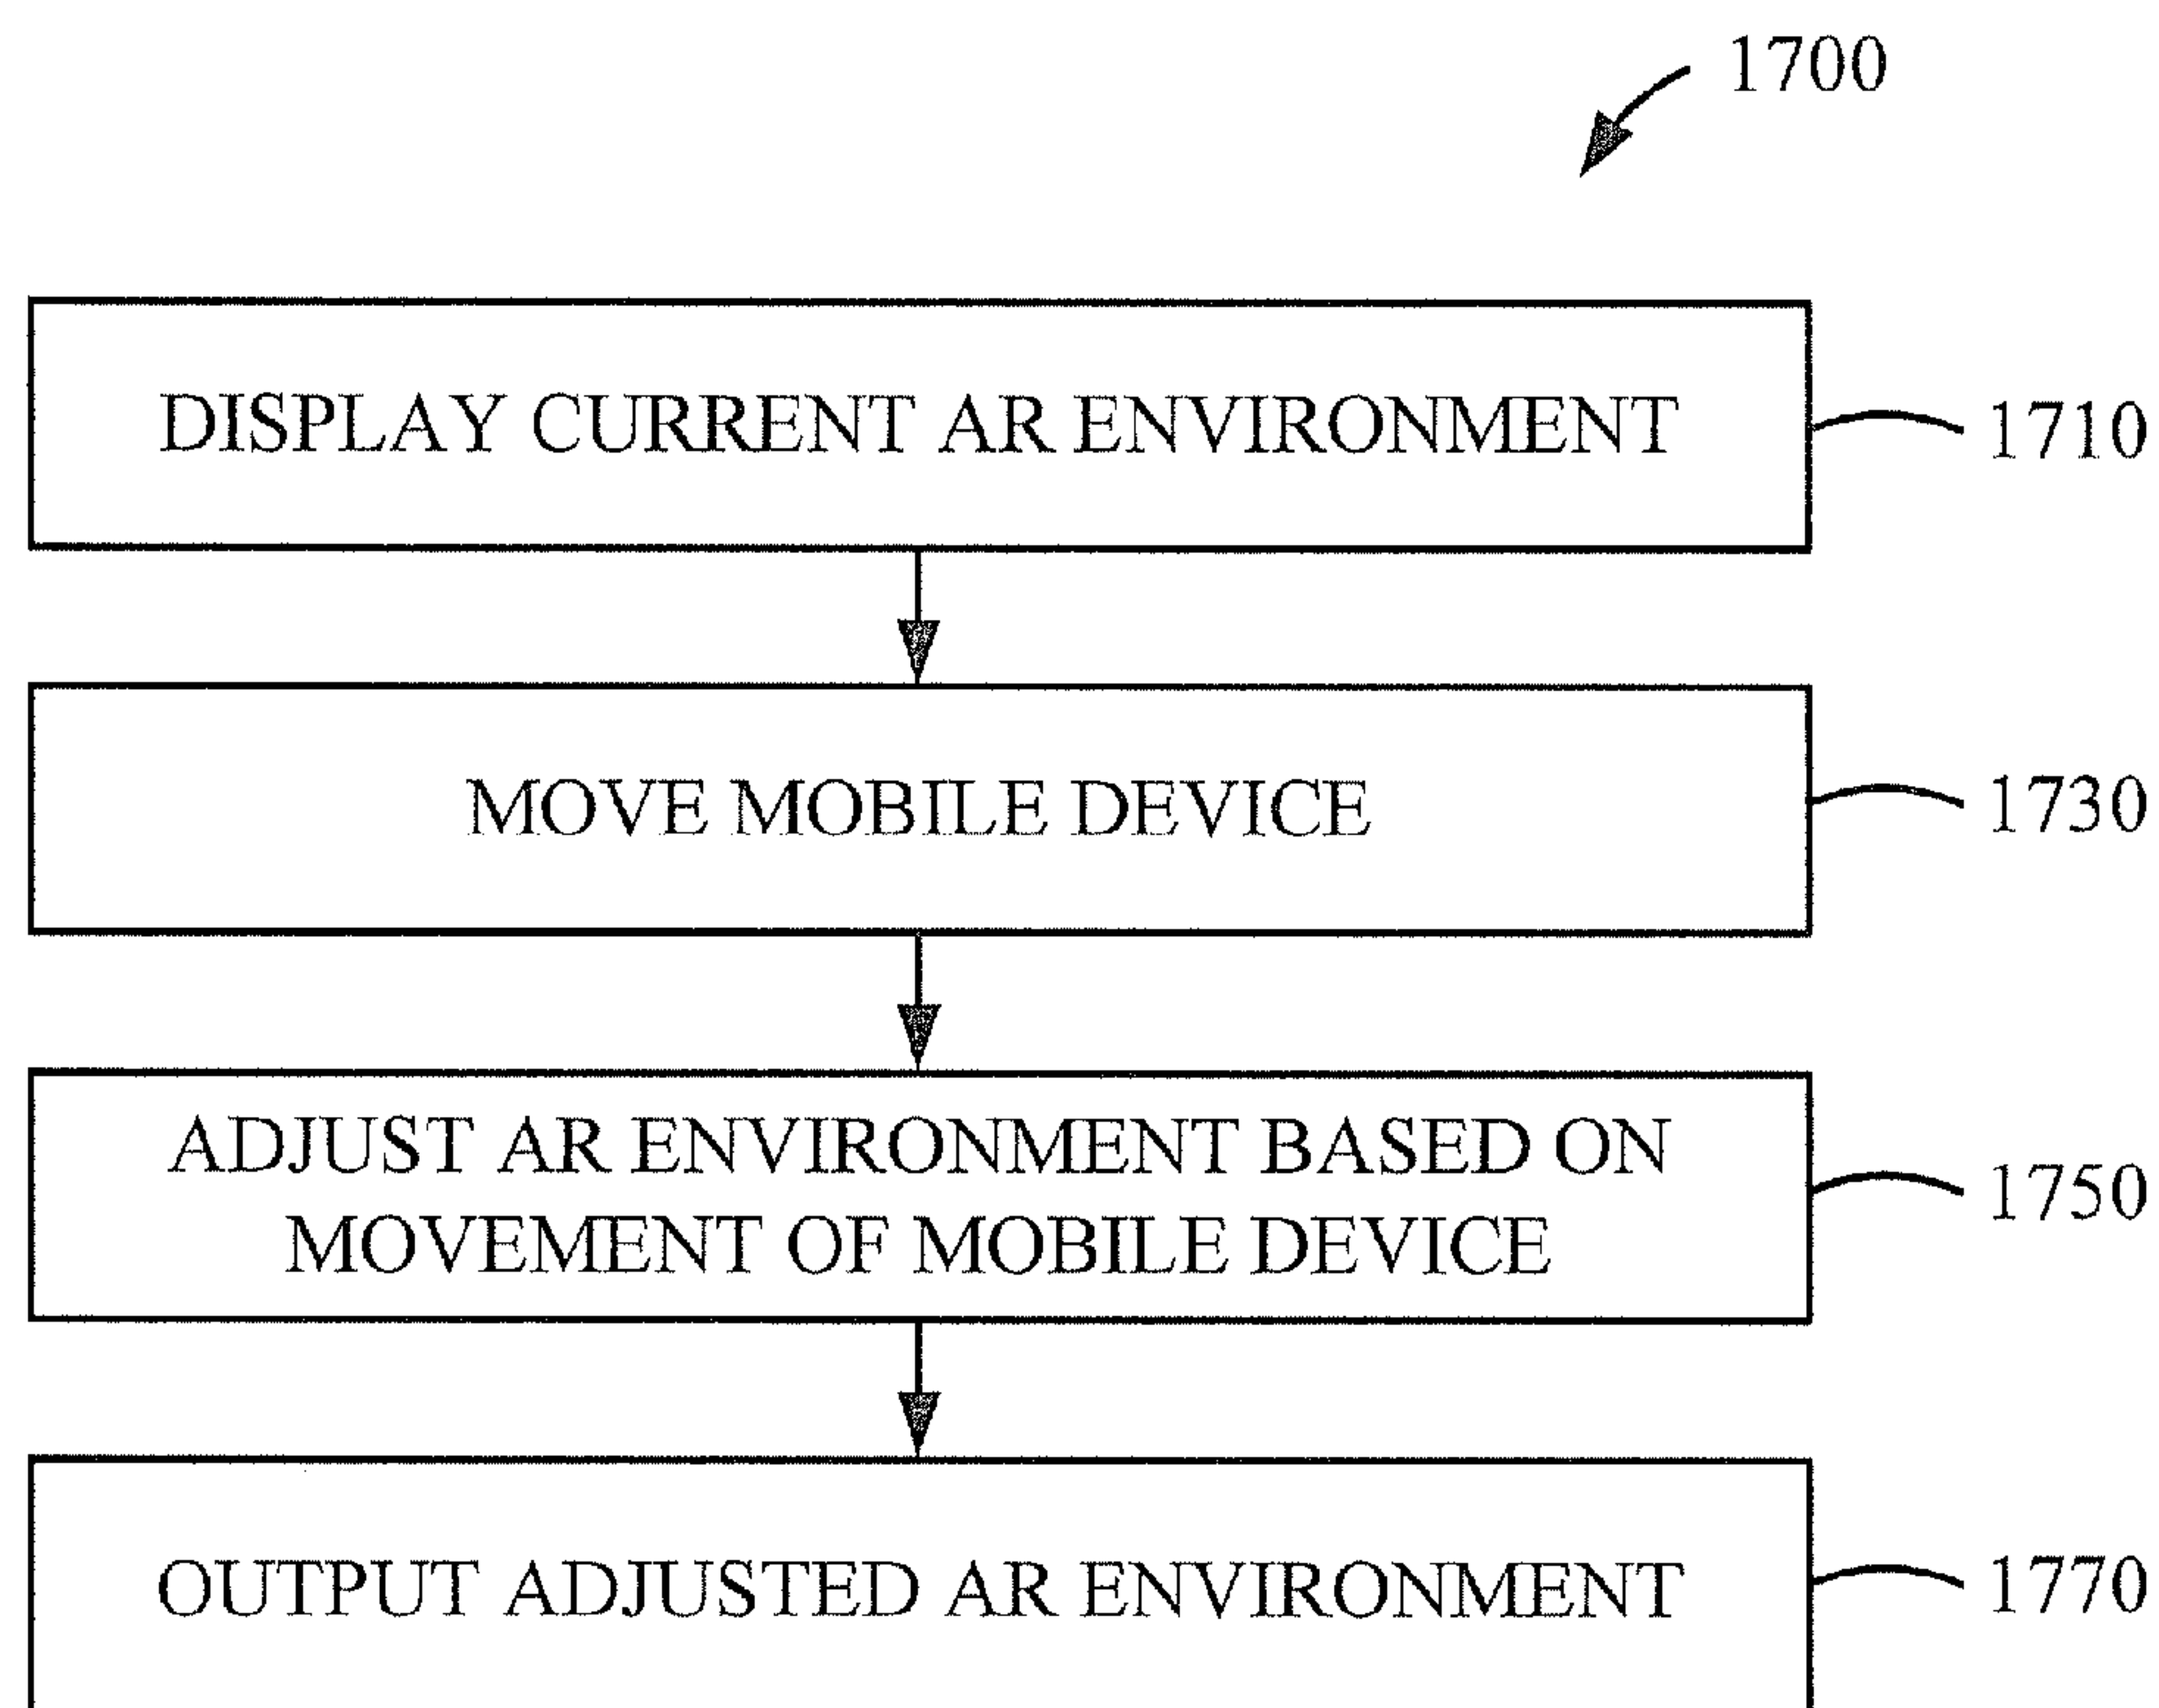 1700
DISPLAY CURRENT AR ENVIRONMENT
1710
MOVE MOBILE DEVICE
1730
ADJUST AR ENVIRONMENT BASED ON
MOVEMENT OF MOBILE DEVICE
1750
OUTPUT ADJUSTED AR ENVIRONMENT
1770